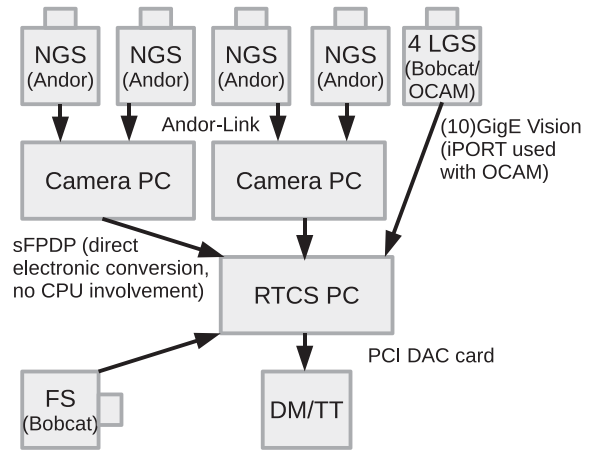 NGS
(Andor)
NGS
(Andor)
NGS
(Andor)
NGS
(Andor)
4 LGS
(Bobcat/
OCAM)
Andor-Link
(10)GigE Vision
(iPORT used
with OCAM)
Camera PC
Camera PC
sFPDP (direct
electronic conversion,
no CPU involvement)
RTCS PC
PCI DAC card
FS
(Bobcat)
DM/TT